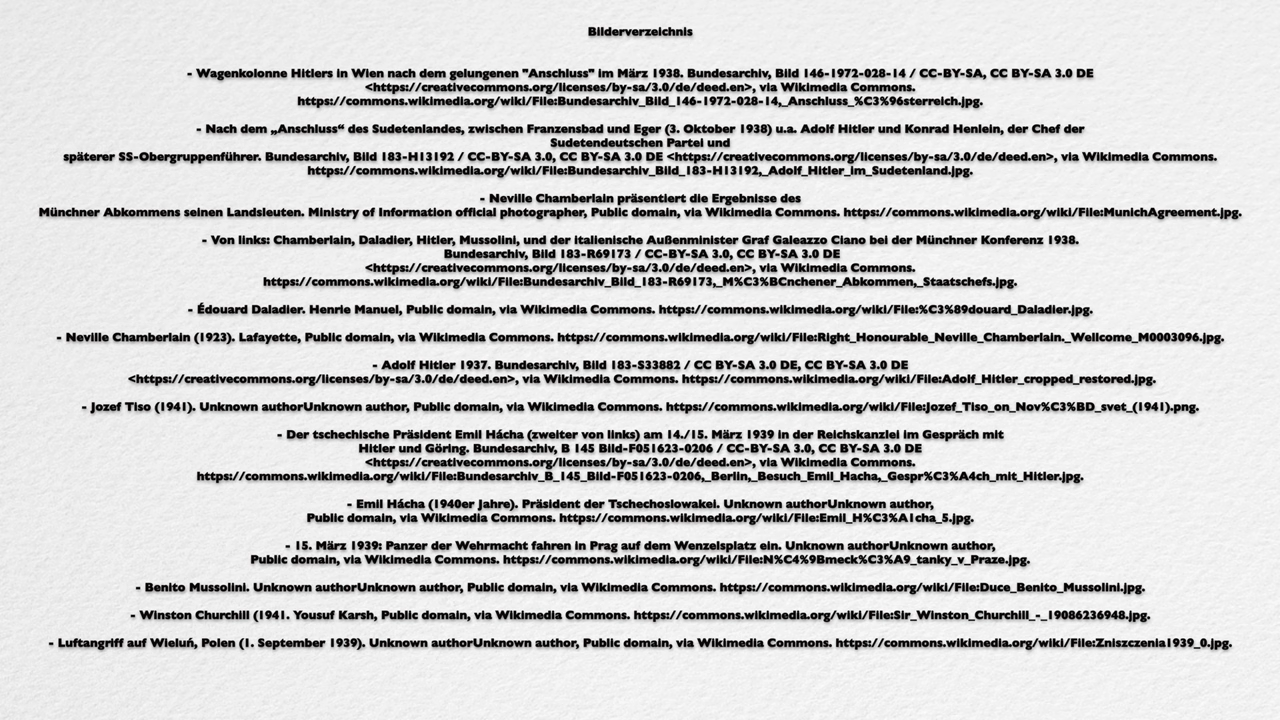 Bilderverzeichnis
- Wagenkolonne Hitlers in Wien nach dem gelungenen "Anschluss" im März 1938. Bundesarchiv, Bild 146-1972-028-14 / CC-BY-SA, CC BY-SA 3.0 DE
<https://creativecommons.org/licenses/by-sa/3.0/de/deed.en>, via Wikimedia Commons.
https://commons.wikimedia.org/wiki/File:Bundesarchiv_Bild_146-1972-028-14,_Anschluss_%C3%96sterreich.jpg.
- Nach dem „Anschluss“ des Sudetenlandes, zwischen Franzensbad und Eger (3. Oktober 1938) u.a. Adolf Hitler und Konrad Henlein, der Chef der
Sudetendeutschen Partei und
späterer SS-Obergruppenführer. Bundesarchiv, Bild 183-H13192 / CC-BY-SA 3.0, CC BY-SA 3.0 DE <https://creativecommons.org/licenses/by-sa/3.0/de/deed.en>, via Wikimedia Commons.
https://commons.wikimedia.org/wiki/File:Bundesarchiv_Bild_183-H13192,_Adolf_Hitler_im_Sudetenland.jpg.
- Neville Chamberlain präsentiert die Ergebnisse des
Münchner Abkommens seinen Landsleuten. Ministry of Information official photographer, Public domain, via Wikimedia Commons. https://commons.wikimedia.org/wiki/File:MunichAgreement.jpg.
- Von links: Chamberlain, Daladier, Hitler, Mussolini, und der italienische Außenminister Graf Galeazzo Ciano bei der Münchner Konferenz 1938.
Bundesarchiv, Bild 183-R69173 / CC-BY-SA 3.0, CC BY-SA 3.0 DE
<https://creativecommons.org/licenses/by-sa/3.0/de/deed.en>, via Wikimedia Commons.
https://commons.wikimedia.org/wiki/File:Bundesarchiv_Bild_183-R69173,_M%C3%BCnchener_Abkommen,_Staatschefs.jpg.
- Édouard Daladier. Henrie Manuel, Public domain, via Wikimedia Commons. https://commons.wikimedia.org/wiki/File:%C3%89douard_Daladier.jpg.
- Neville Chamberlain (1923). Lafayette, Public domain, via Wikimedia Commons. https://commons.wikimedia.org/wiki/File:Right_Honourable_Neville_Chamberlain._Wellcome_M0003096.jpg.
- Adolf Hitler 1937. Bundesarchiv, Bild 183-S33882 / CC BY-SA 3.0 DE, CC BY-SA 3.0 DE
<https://creativecommons.org/licenses/by-sa/3.0/de/deed.en>, via Wikimedia Commons. https://commons.wikimedia.org/wiki/File:Adolf_Hitler_cropped_restored.jpg.
- Jozef Tiso (1941). Unknown authorUnknown author, Public domain, via Wikimedia Commons. https://commons.wikimedia.org/wiki/File:Jozef_Tiso_on_Nov%C3%BD_svet_(1941).png.
- Der tschechische Präsident Emil Hácha (zweiter von links) am 14./15. März 1939 in der Reichskanzlei im Gespräch mit
Hitler und Göring. Bundesarchiv, B 145 Bild-F051623-0206 / CC-BY-SA 3.0, CC BY-SA 3.0 DE
<https://creativecommons.org/licenses/by-sa/3.0/de/deed.en>, via Wikimedia Commons.
https://commons.wikimedia.org/wiki/File:Bundesarchiv_B_145_Bild-F051623-0206,_Berlin,_Besuch_Emil_Hacha,_Gespr%C3%A4ch_mit_Hitler.jpg.
- Emil Hácha (1940er Jahre). Präsident der Tschechoslowakei. Unknown authorUnknown author,
Public domain, via Wikimedia Commons. https://commons.wikimedia.org/wiki/File:Emil_H%C3%A1cha_5.jpg.
- 15. März 1939: Panzer der Wehrmacht fahren in Prag auf dem Wenzelsplatz ein. Unknown authorUnknown author,
Public domain, via Wikimedia Commons. https://commons.wikimedia.org/wiki/File:N%C4%9Bmeck%C3%A9_tanky_v_Praze.jpg.
- Benito Mussolini. Unknown authorUnknown author, Public domain, via Wikimedia Commons. https://commons.wikimedia.org/wiki/File:Duce_Benito_Mussolini.jpg.
- Winston Churchill (1941. Yousuf Karsh, Public domain, via Wikimedia Commons. https://commons.wikimedia.org/wiki/File:Sir_Winston_Churchill_-_19086236948.jpg.
- Luftangriff auf Wieluń, Polen (1. September 1939). Unknown authorUnknown author, Public domain, via Wikimedia Commons. https://commons.wikimedia.org/wiki/File:Zniszczenia1939_0.jpg.